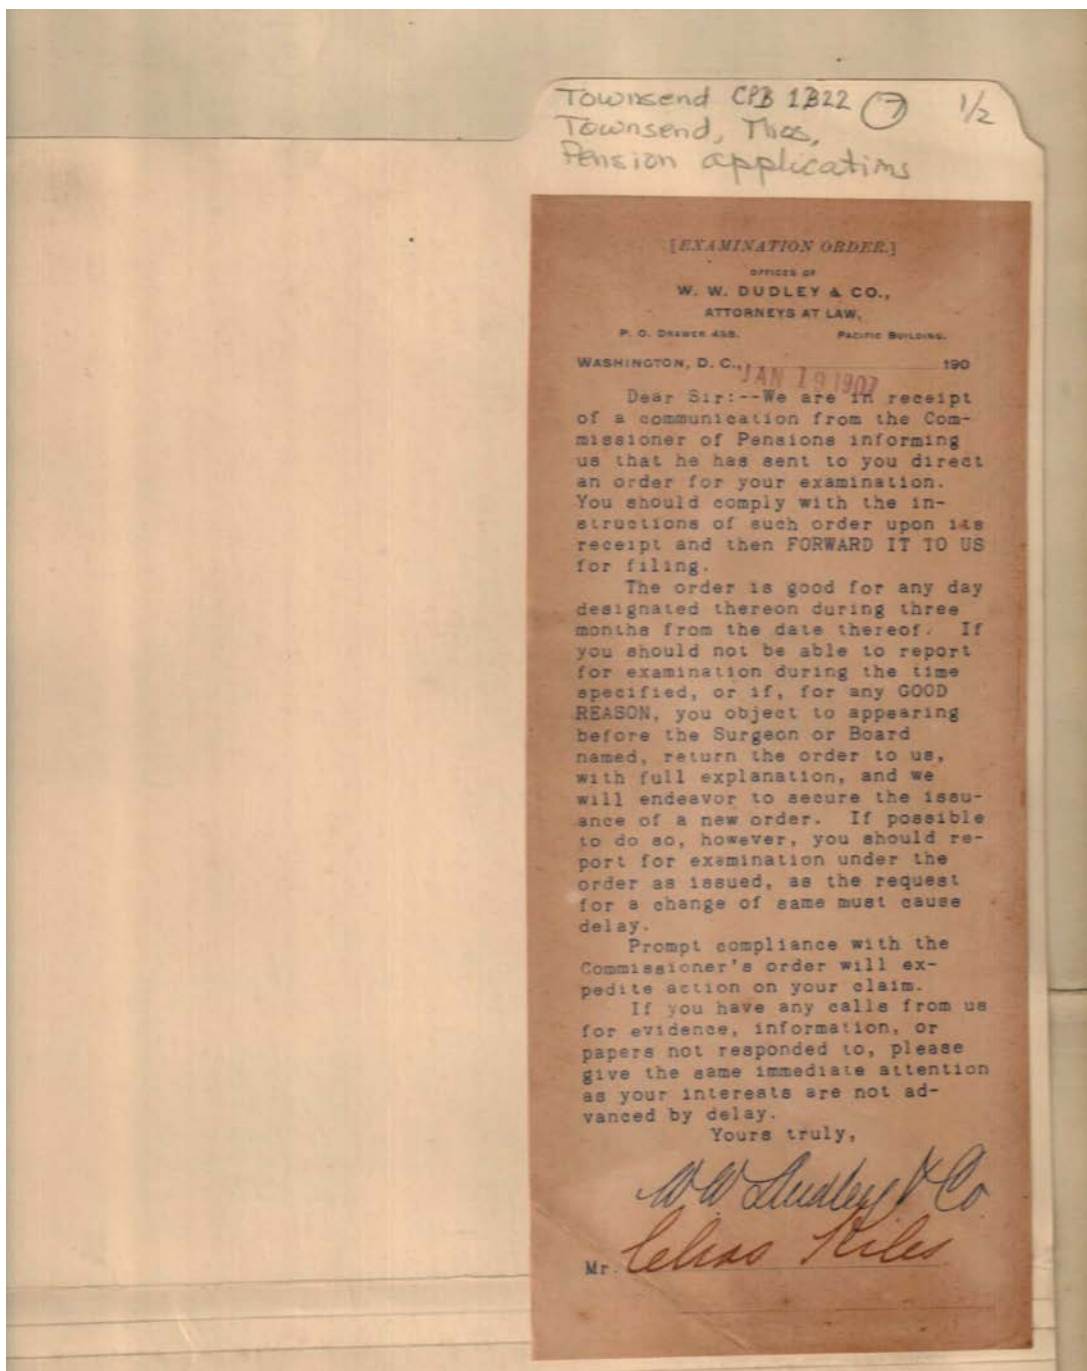 Townsend CPB 1B22 7 1/2
Townsend, Thos,
Pension applications
[EXAMINATION ORDER.]
OFFICES OF
W. W. DUDLEY & CO.,
ATTORNEYS AT LAW,
P. O. DRAWER PACIFIC BUILDING.
WASHINGTON, D. C., JAN 19 1907 190
Dear Sir:--We are in receipt
of a communication from the Com-
missioner of Pensions informing
us that he has sent to you direct
an order for your examination.
You should comply with the in-
structions of such order upon its
receipt and then FORWARD IT TO US
for filing.
The order is good for any day
designated thereon during three
months from the date thereof. If
you should not be able to report
for examination during the time
specified, or if, for any GOOD
REASON, you object to appearing
before the Surgeon or Board
named, return the order to us,
with full explanation, and we
will endeavor to secure the issu-
ance of a new order. If possible
to do so, however, you should re-
port for examination under the
order as issued, as the request
for a change of same must cause
delay.
Prompt compliance with the
Commissioner's order will ex-
pedite action on your claim.
If you have any calls from us
for evidence, information, or
papers not responded to, please
give the same immediate attention
as your interests are not ad-
vanced by delay.
Yours truly,
W W Dudley & Co
Mr. Kiles